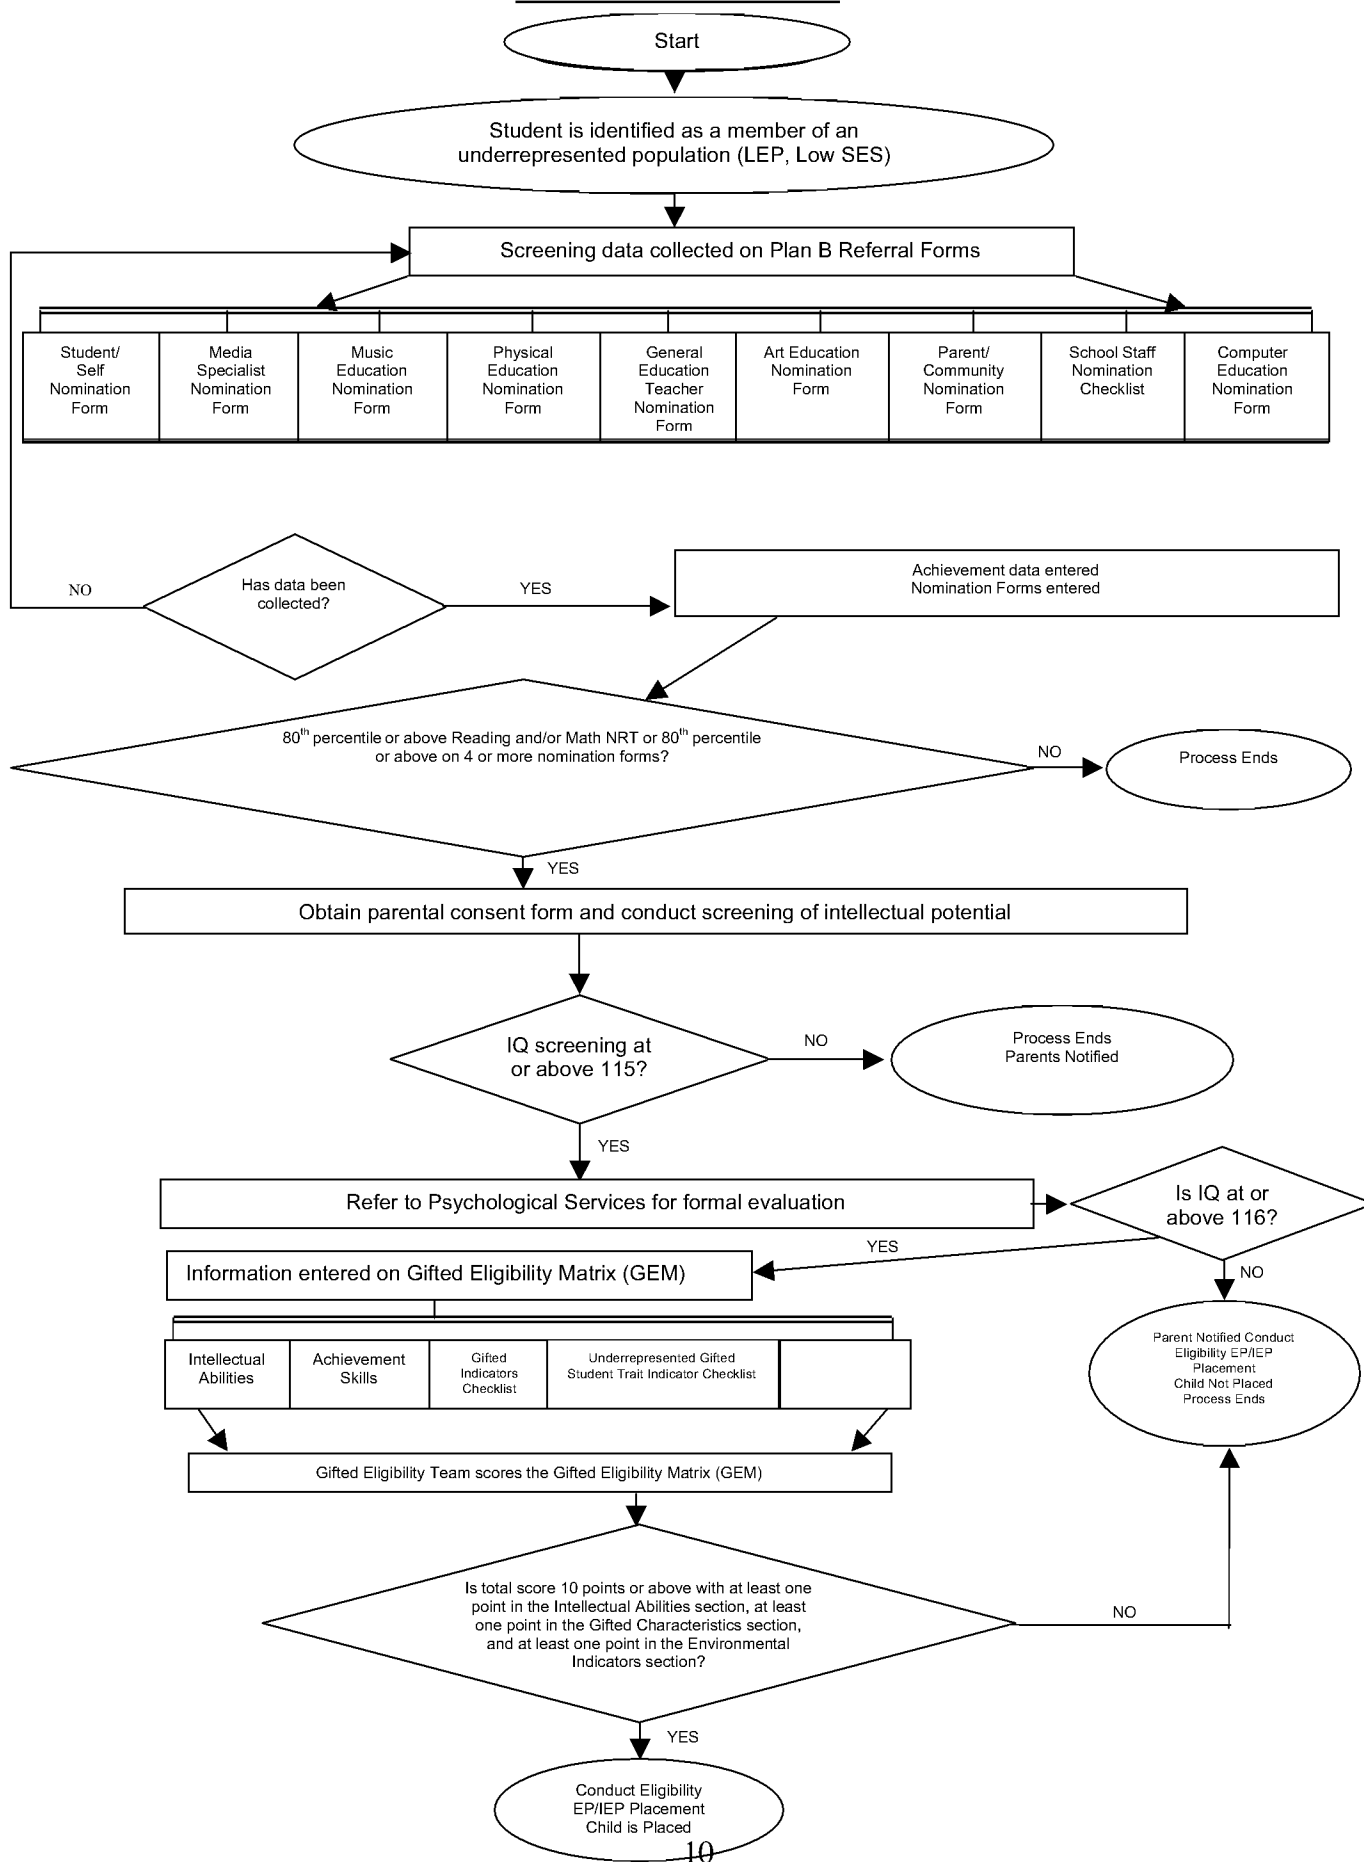 Start
Student is identified as a member of an
underrepresented population (LEP, Low SES)
Screening data collected on Plan B Referral Forms
Student/
Self
Nomination
Form
Media
Specialist
Nomination
Form
Music
Education
Nomination
Form
Physical
Education
Nomination
Form
General
Education
Teacher
Nomination
Form
Art Education
Nomination
Form
Parent/
Community
Nomination
Form
School Staff
Nomination
Checklist
Computer
Education
Nomination
Form
NO
Has data been
collected?
YES
Achievement data entered
Nomination Forms entered
80th percentile or above Reading and/or Math NRT or 80th percentile
or above on 4 or more nomination forms?
NO
Process Ends
YES
Obtain parental consent form and conduct screening of intellectual potential
IQ screening at
or above 115?
NO
Process Ends
Parents Notified
YES
Refer to Psychological Services for formal evaluation
Is IQ at or
above 116?
YES
NO
Information entered on Gifted Eligibility Matrix (GEM)
Parent Notified Conduct
Eligibility EP/IEP
Placement
Child Not Placed
Process Ends
Intellectual
Abilities
Achievement
Skills
Gifted
Indicators
Checklist
Underrepresented Gifted
Student Trait Indicator Checklist
Gifted Eligibility Team scores the Gifted Eligibility Matrix (GEM)
Is total score 10 points or above with at least one
point in the Intellectual Abilities section, at least
one point in the Gifted Characteristics section,
and at least one point in the Environmental
Indicators section?
NO
YES
Conduct Eligibility
EP/IEP Placement
Child is Placed
10